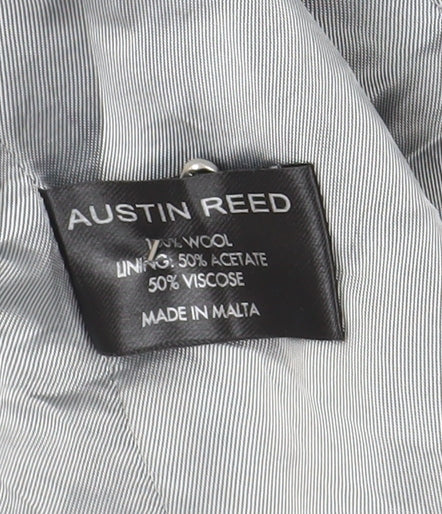 AUSTIN REED
WOOL
LINING: 50% ACETATE
50% VISCOSE
MADE IN MALTA